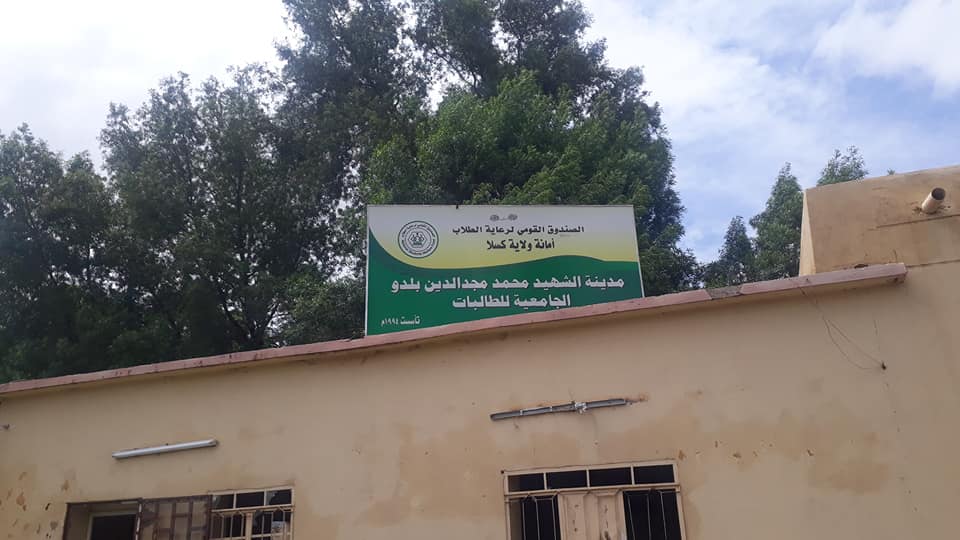 الصندوق القومي لرعاية الطلاب
أمانة ولاية كسلا
مدينة الشهيد محمد مجدالدين بلدو
الجامعية للطالبات
تأسست ١٩٩٤م